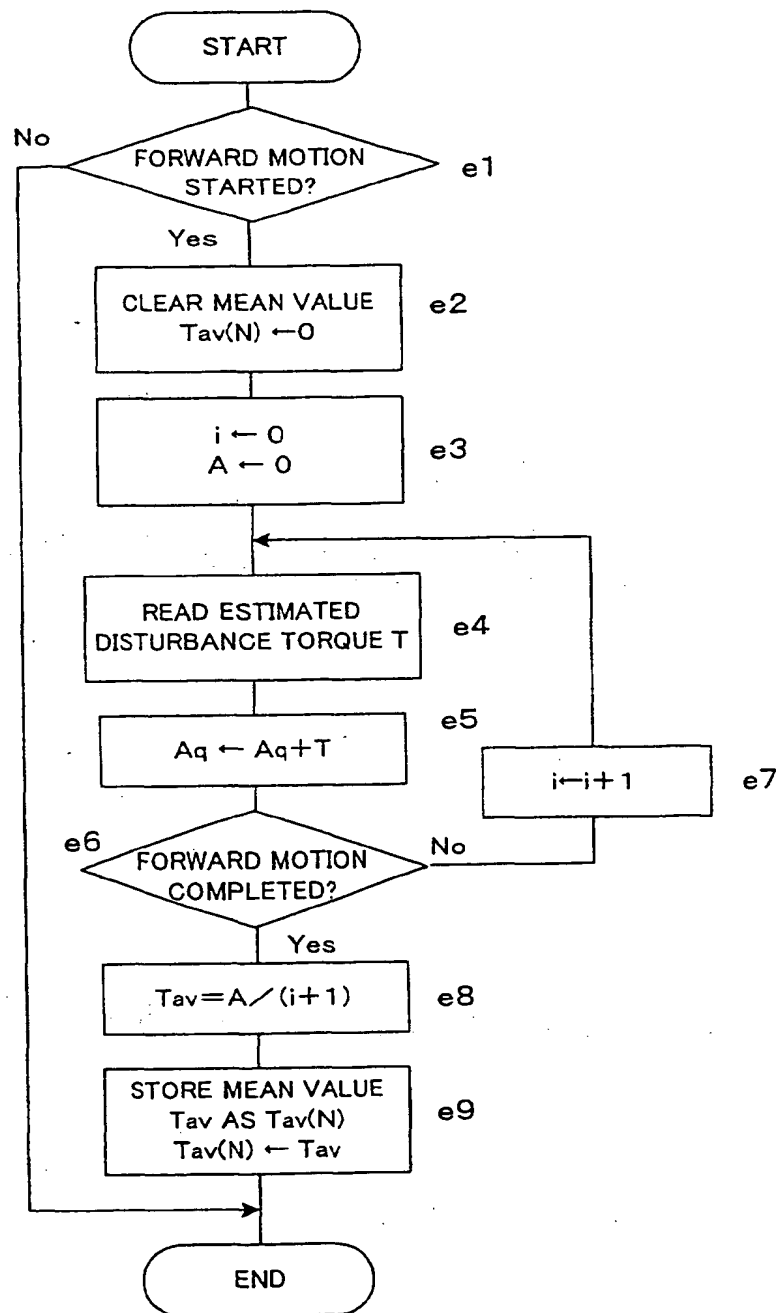 START
No
FORWARD MOTION
STARTED?
e1
Yes
CLEAR MEAN VALUE
Tav(N) ←0
e2
i ← 0
A ← 0
e3
READ ESTIMATED
DISTURBANCE TORQUE T
e4
Aq ← Aq+T
e5
i←i+1
e7
e6
FORWARD MOTION
COMPLETED?
No
Yes
Tav=A／(i+1)
e8
STORE MEAN VALUE
Tav AS Tav(N)
Tav(N) ← Tav
e9
END